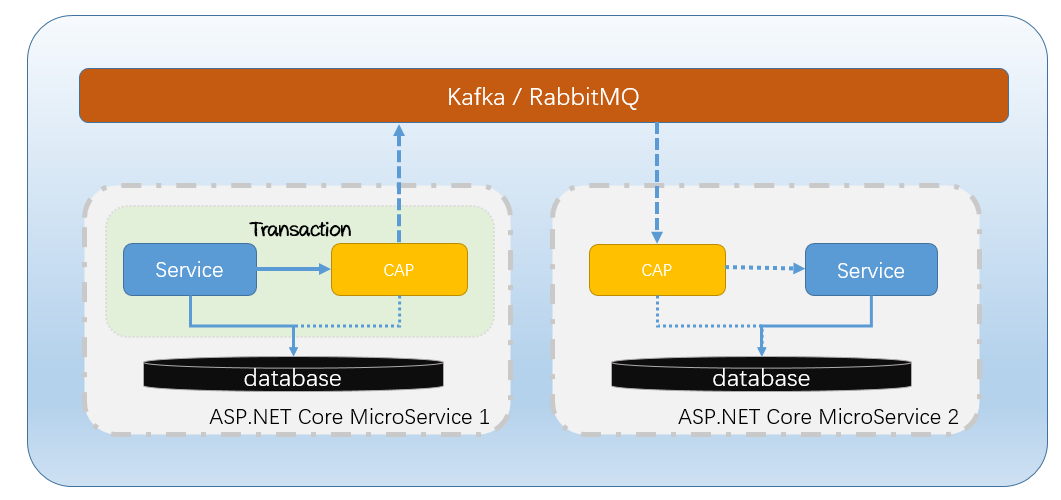 Kafka / RabbitMQ
Transaction
Service
CAP
database
ASP.NET Core MicroService 1
CAP
Service
database
ASP.NET Core MicroService 2